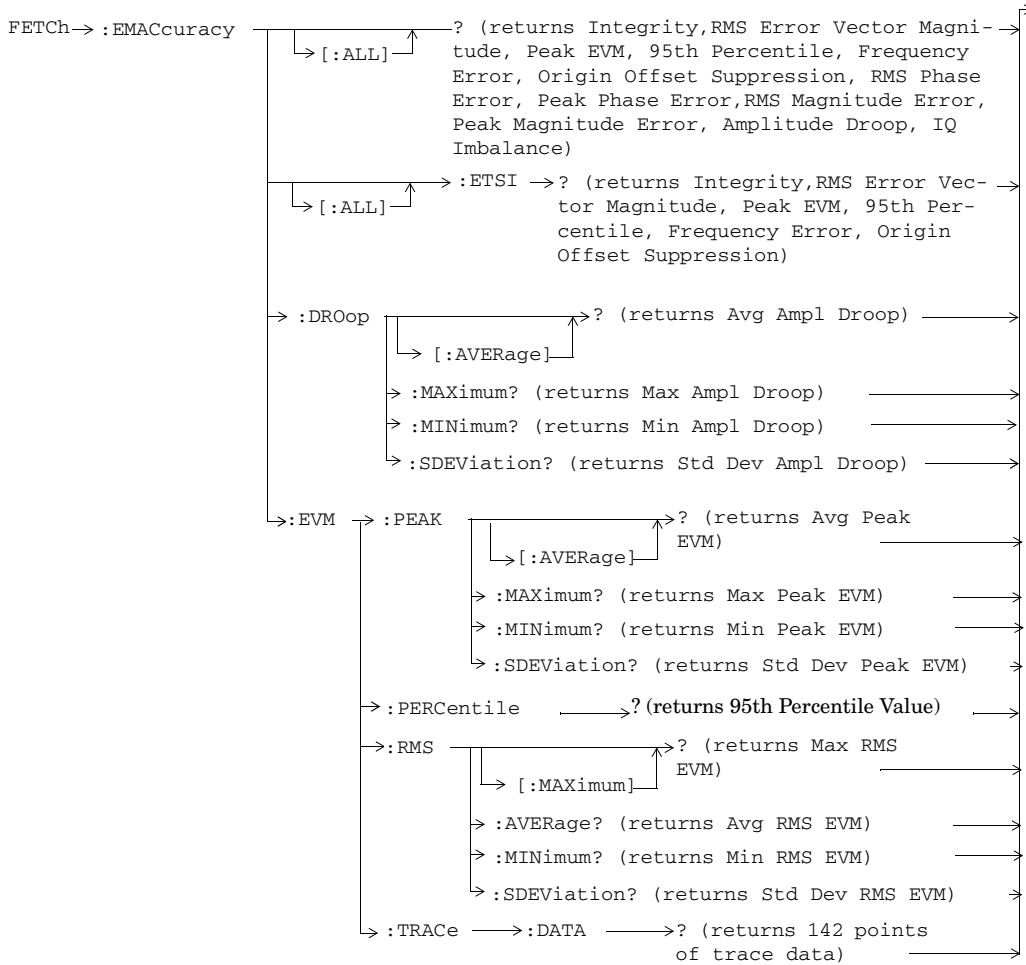 FETCh :EMACcuracy ? (returns Integrity,RMS Error Vector Magni-
[:ALL] tude, Peak EVM, 95th Percentile, Frequency
Error, Origin Offset Suppression, RMS Phase
Error, Peak Phase Error,RMS Magnitude Error,
Peak Magnitude Error, Amplitude Droop, IQ
Imbalance)
:ETSI ? (returns Integrity,RMS Error Vec-
[:ALL] tor Magnitude, Peak EVM, 95th Per-
centile, Frequency Error, Origin
Offset Suppression)
:DROop ? (returns Avg Ampl Droop)
[:AVERage]
:MAXimum? (returns Max Ampl Droop)
:MINimum? (returns Min Ampl Droop)
:SDEViation? (returns Std Dev Ampl Droop)
:EVM :PEAK ? (returns Avg Peak
EVM)
[:AVERage]
:MAXimum? (returns Max Peak EVM)
:MINimum? (returns Min Peak EVM)
:SDEViation? (returns Std Dev Peak EVM)
:PERCentile ? (returns 95th Percentile Value)
:RMS ? (returns Max RMS
EVM)
[:MAXimum]
:AVERage? (returns Avg RMS EVM)
:MINimum? (returns Min RMS EVM)
:SDEViation? (returns Std Dev RMS EVM)
:TRACe :DATA ? (returns 142 points
of trace data)